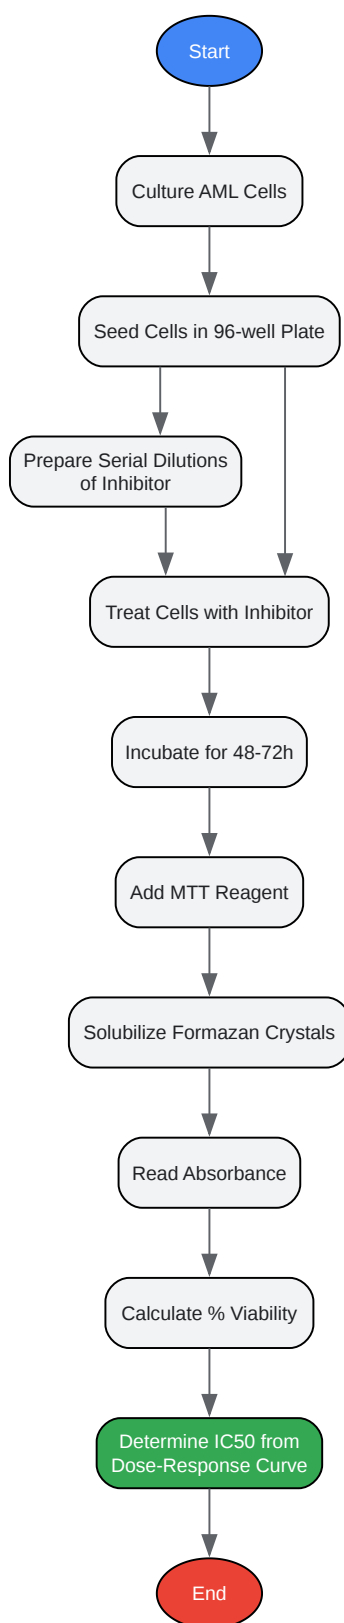 Start
Culture AML Cells
Seed Cells in 96-well Plate
Prepare Serial Dilutions
of Inhibitor
Treat Cells with Inhibitor
Incubate for 48-72h
Add MTT Reagent
Solubilize Formazan Crystals
Read Absorbance
Calculate % Viability
Determine IC50 from
Dose-Response Curve
End